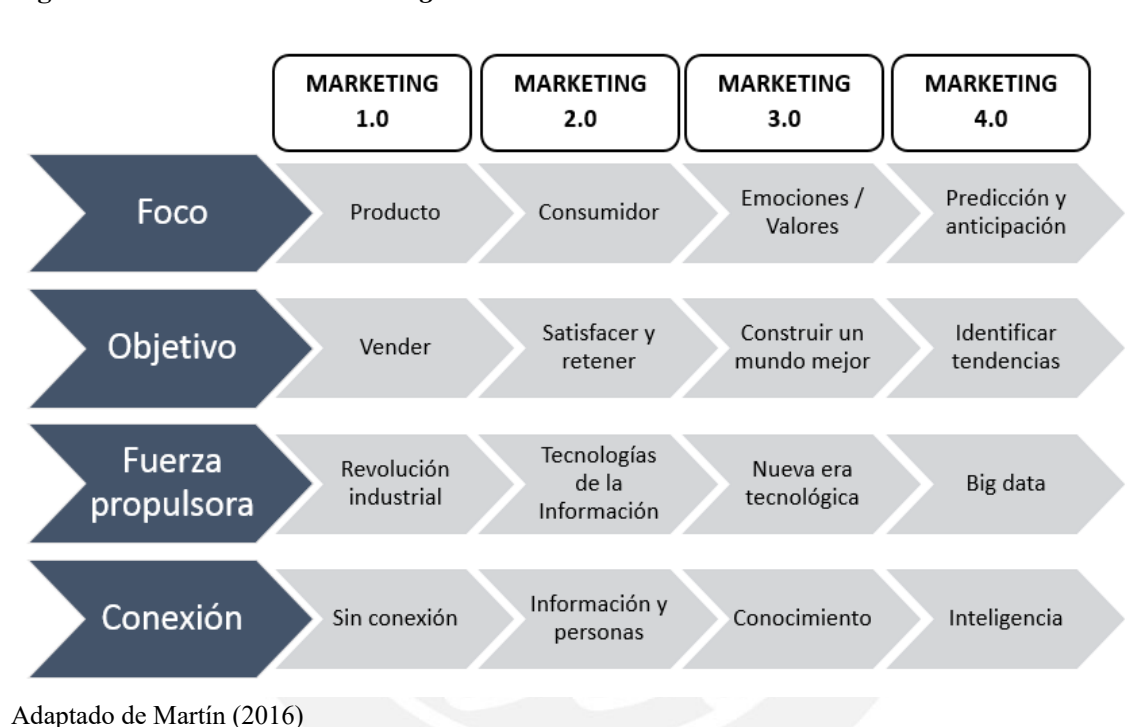 MARKETING
1.0
MARKETING
2.0
MARKETING
3.0
MARKETING
4.0
Foco
Producto
Consumidor
Emociones /
Valores
Predicción y
anticipación
Objetivo
Vender
Satisfacer y
retener
Construir un
mundo mejor
Identificar
tendencias
Fuerza
propulsora
Revolución
industrial
Tecnologías
de la
Información
Nueva era
tecnológica
Big data
Conexión
Sin conexión
Información y
personas
Conocimiento
Inteligencia
Adaptado de Martín (2016)